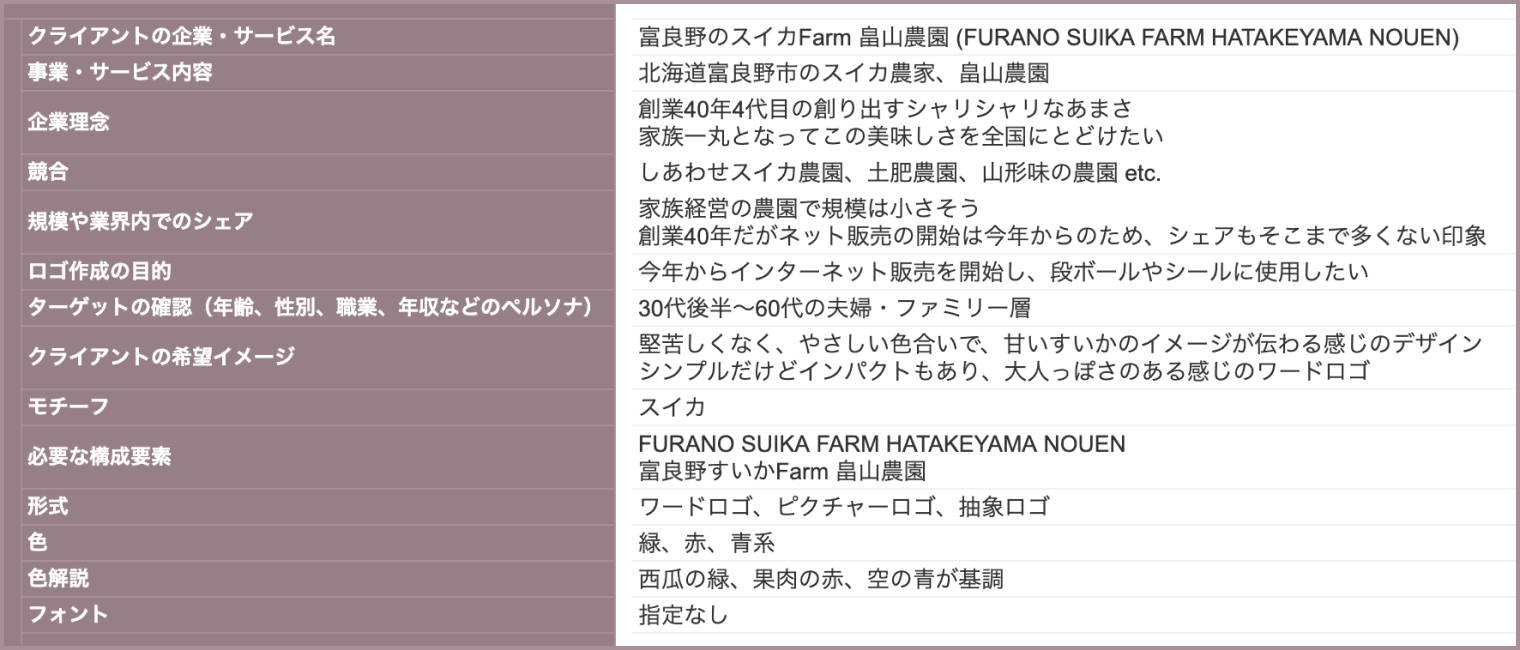 クライアントの企業・サービス名
富良野のスイカFarm 畠山農園 (FURANO SUIKA FARM HATAKEYAMA NOUEN)
事業・サービス内容
北海道富良野市のスイカ農家、畠山農園
企業理念
創業40年4代目の創り出すシャリシャリなあまさ
家族一丸となってこの美味しさを全国にとどけたい
競合
しあわせスイカ農園、土肥農園、山形味の農園 etc.
規模や業界内でのシェア
家族経営の農園で規模は小さそう
創業40年だがネット販売の開始は今年からのため、シェアもそこまで多くない印象
ロゴ作成の目的
今年からインターネット販売を開始し、段ボールやシールに使用したい
ターゲットの確認（年齢、性別、職業、年収などのペルソナ）
30代後半〜60代の夫婦・ファミリー層
クライアントの希望イメージ
堅苦しくなく、やさしい色合いで、甘いすいかのイメージが伝わる感じのデザイン
シンプルだけどインパクトもあり、大人っぽさのある感じのワードロゴ
モチーフ
スイカ
必要な構成要素
FURANO SUIKA FARM HATAKEYAMA NOUEN
富良野すいかFarm 畠山農園
形式
ワードロゴ、ピクチャーロゴ、抽象ロゴ
色
緑、赤、青系
色解説
西瓜の緑、果肉の赤、空の青が基調
フォント
指定なし